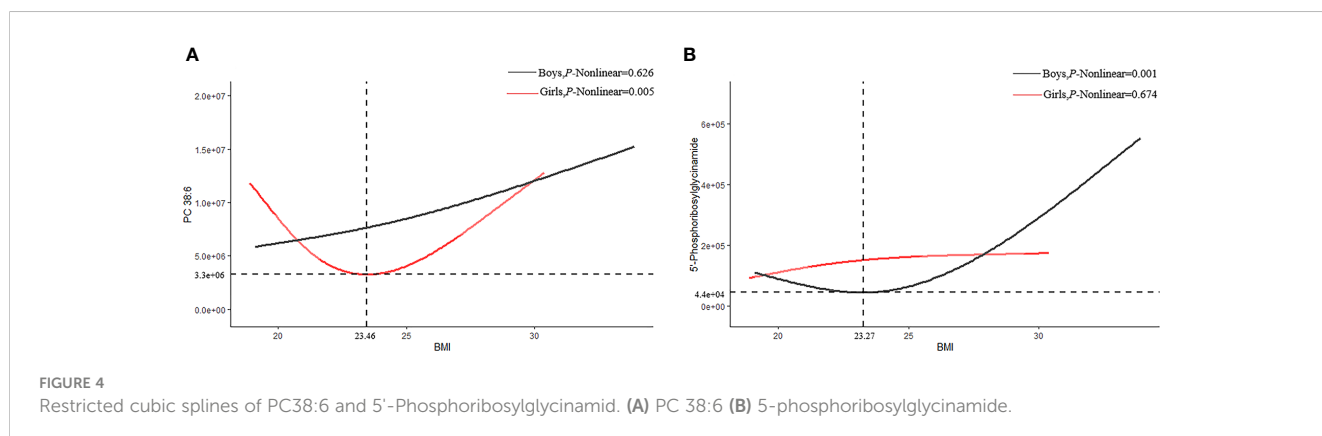 A
Boys,P-Nonlinear=0.626
Girls,P-Nonlinear=0.005
2.0e+07
1.5e+07
1.0e+07
5.0e+06
3.3e+06
0.0e+00
PC 38:6
20
23.46
25
30
BMI
B
Boys,P-Nonlinear=0.001
Girls,P-Nonlinear=0.674
6e+05
4e+05
2e+05
4.4e+04
0e+00
5'-Phosphoribosylglycinamide
20
23.27
25
30
BMI
FIGURE 4
Restricted cubic splines of PC38:6 and 5'-Phosphoribosylglycinamid. (A) PC 38:6 (B) 5-phosphoribosylglycinamide.